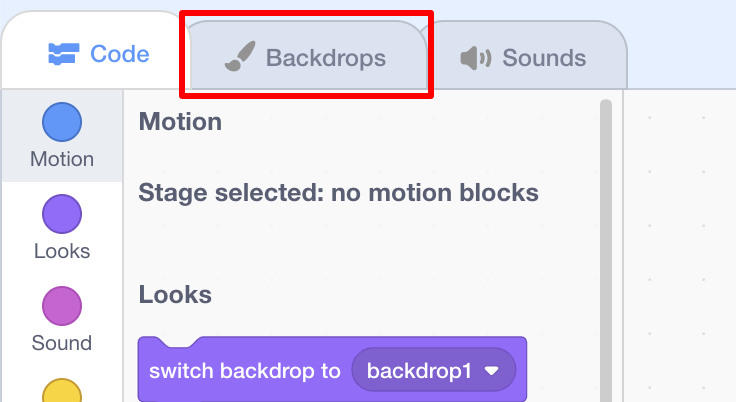 Code
Backdrops
Sounds
Motion
Looks
Sound
Motion
Stage selected: no motion blocks
Looks
switch backdrop to backdrop1